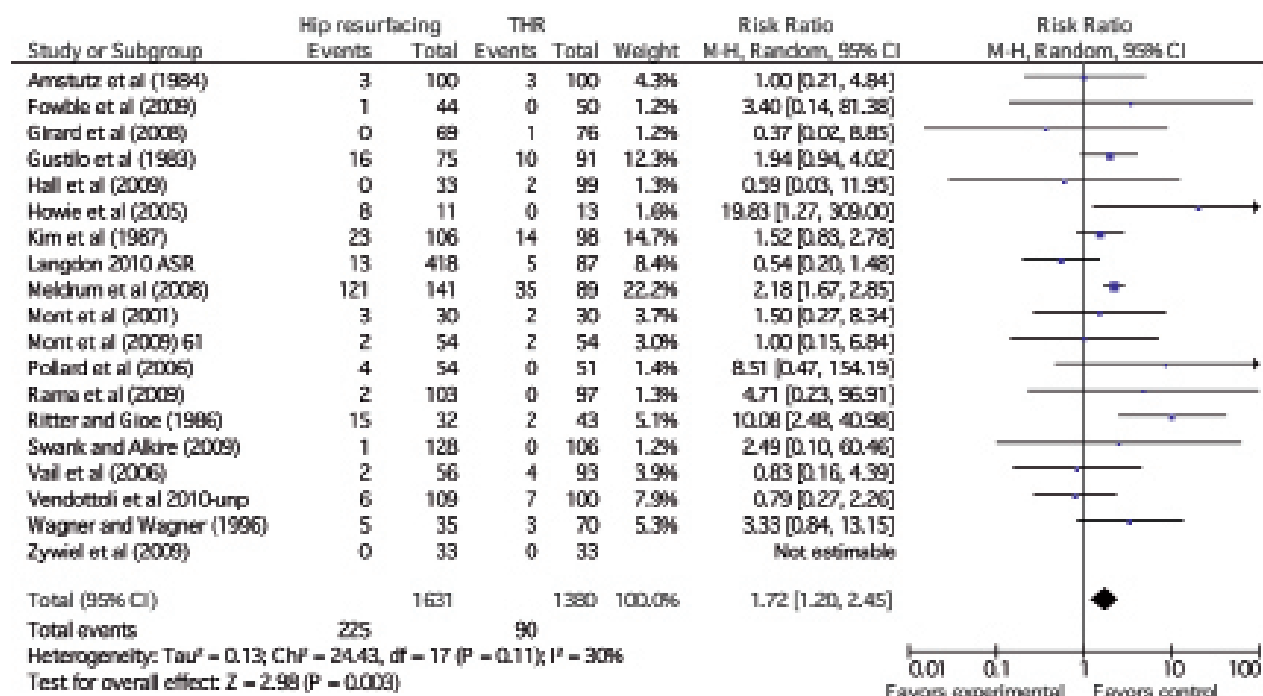 Hip resurfacing THR Risk Ratio Risk Ratio
Study or Subgroup Events Total Events Total Weight M-H, Random, 95% CI M-H, Random, 95% CI
Amstutz et al (1984) 3 100 3 100 4.3% 1.00 [0.21, 4.84]
Fowble et al (2009) 1 44 0 50 1.2% 3.40 [0.14, 81.38]
Girard et al (2008) 0 69 1 76 1.2% 0.37 [0.02, 8.85]
Gustilo et al (1983) 16 75 10 91 12.3% 1.94 [0.94, 4.02]
Hall et al (2009) 0 33 2 99 1.3% 0.59 [0.03, 11.95]
Howie et al (2005) 8 11 0 13 1.6% 19.83 [1.27, 309.00]
Kim et al (1987) 23 106 14 98 14.7% 1.52 [0.83, 2.78]
Langdon 2010 ASR 13 418 5 87 8.4% 0.54 [0.20, 1.48]
Meldrum et al (2008) 121 141 35 89 22.2% 2.18 [1.67, 2.85]
Mont et al (2001) 3 30 2 30 3.7% 1.50 [0.27, 8.34]
Mont et al (2009) 61 2 54 2 54 3.0% 1.00 [0.15, 6.84]
Pollard et al (2006) 4 54 0 51 1.4% 8.51 [0.47, 154.19]
Rama et al (2009) 2 103 0 97 1.3% 4.71 [0.23, 96.91]
Ritter and Gioe (1986) 15 32 2 43 5.1% 10.08 [2.48, 40.98]
Swank and Alkire (2009) 1 128 0 106 1.2% 2.49 [0.10, 60.46]
Vail et al (2006) 2 56 4 93 3.9% 0.83 [0.16, 4.39]
Vendottoli et al 2010-unp 6 109 7 100 7.9% 0.79 [0.27, 2.26]
Wagner and Wagner (1996) 5 35 3 70 5.3% 3.33 [0.84, 13.15]
Zywiel et al (2009) 0 33 0 33 Not estimable
Total (95% CI) 1631 1380 100.0% 1.72 [1.20, 2.45]
Total events 225 90
Heterogeneity: Tau² = 0.13; Chi² = 24.43, df = 17 (P = 0.11); I² = 30%
Test for overall effect: Z = 2.98 (P = 0.003)
0.01 0.1 1 10 100
Favors experimental Favors control